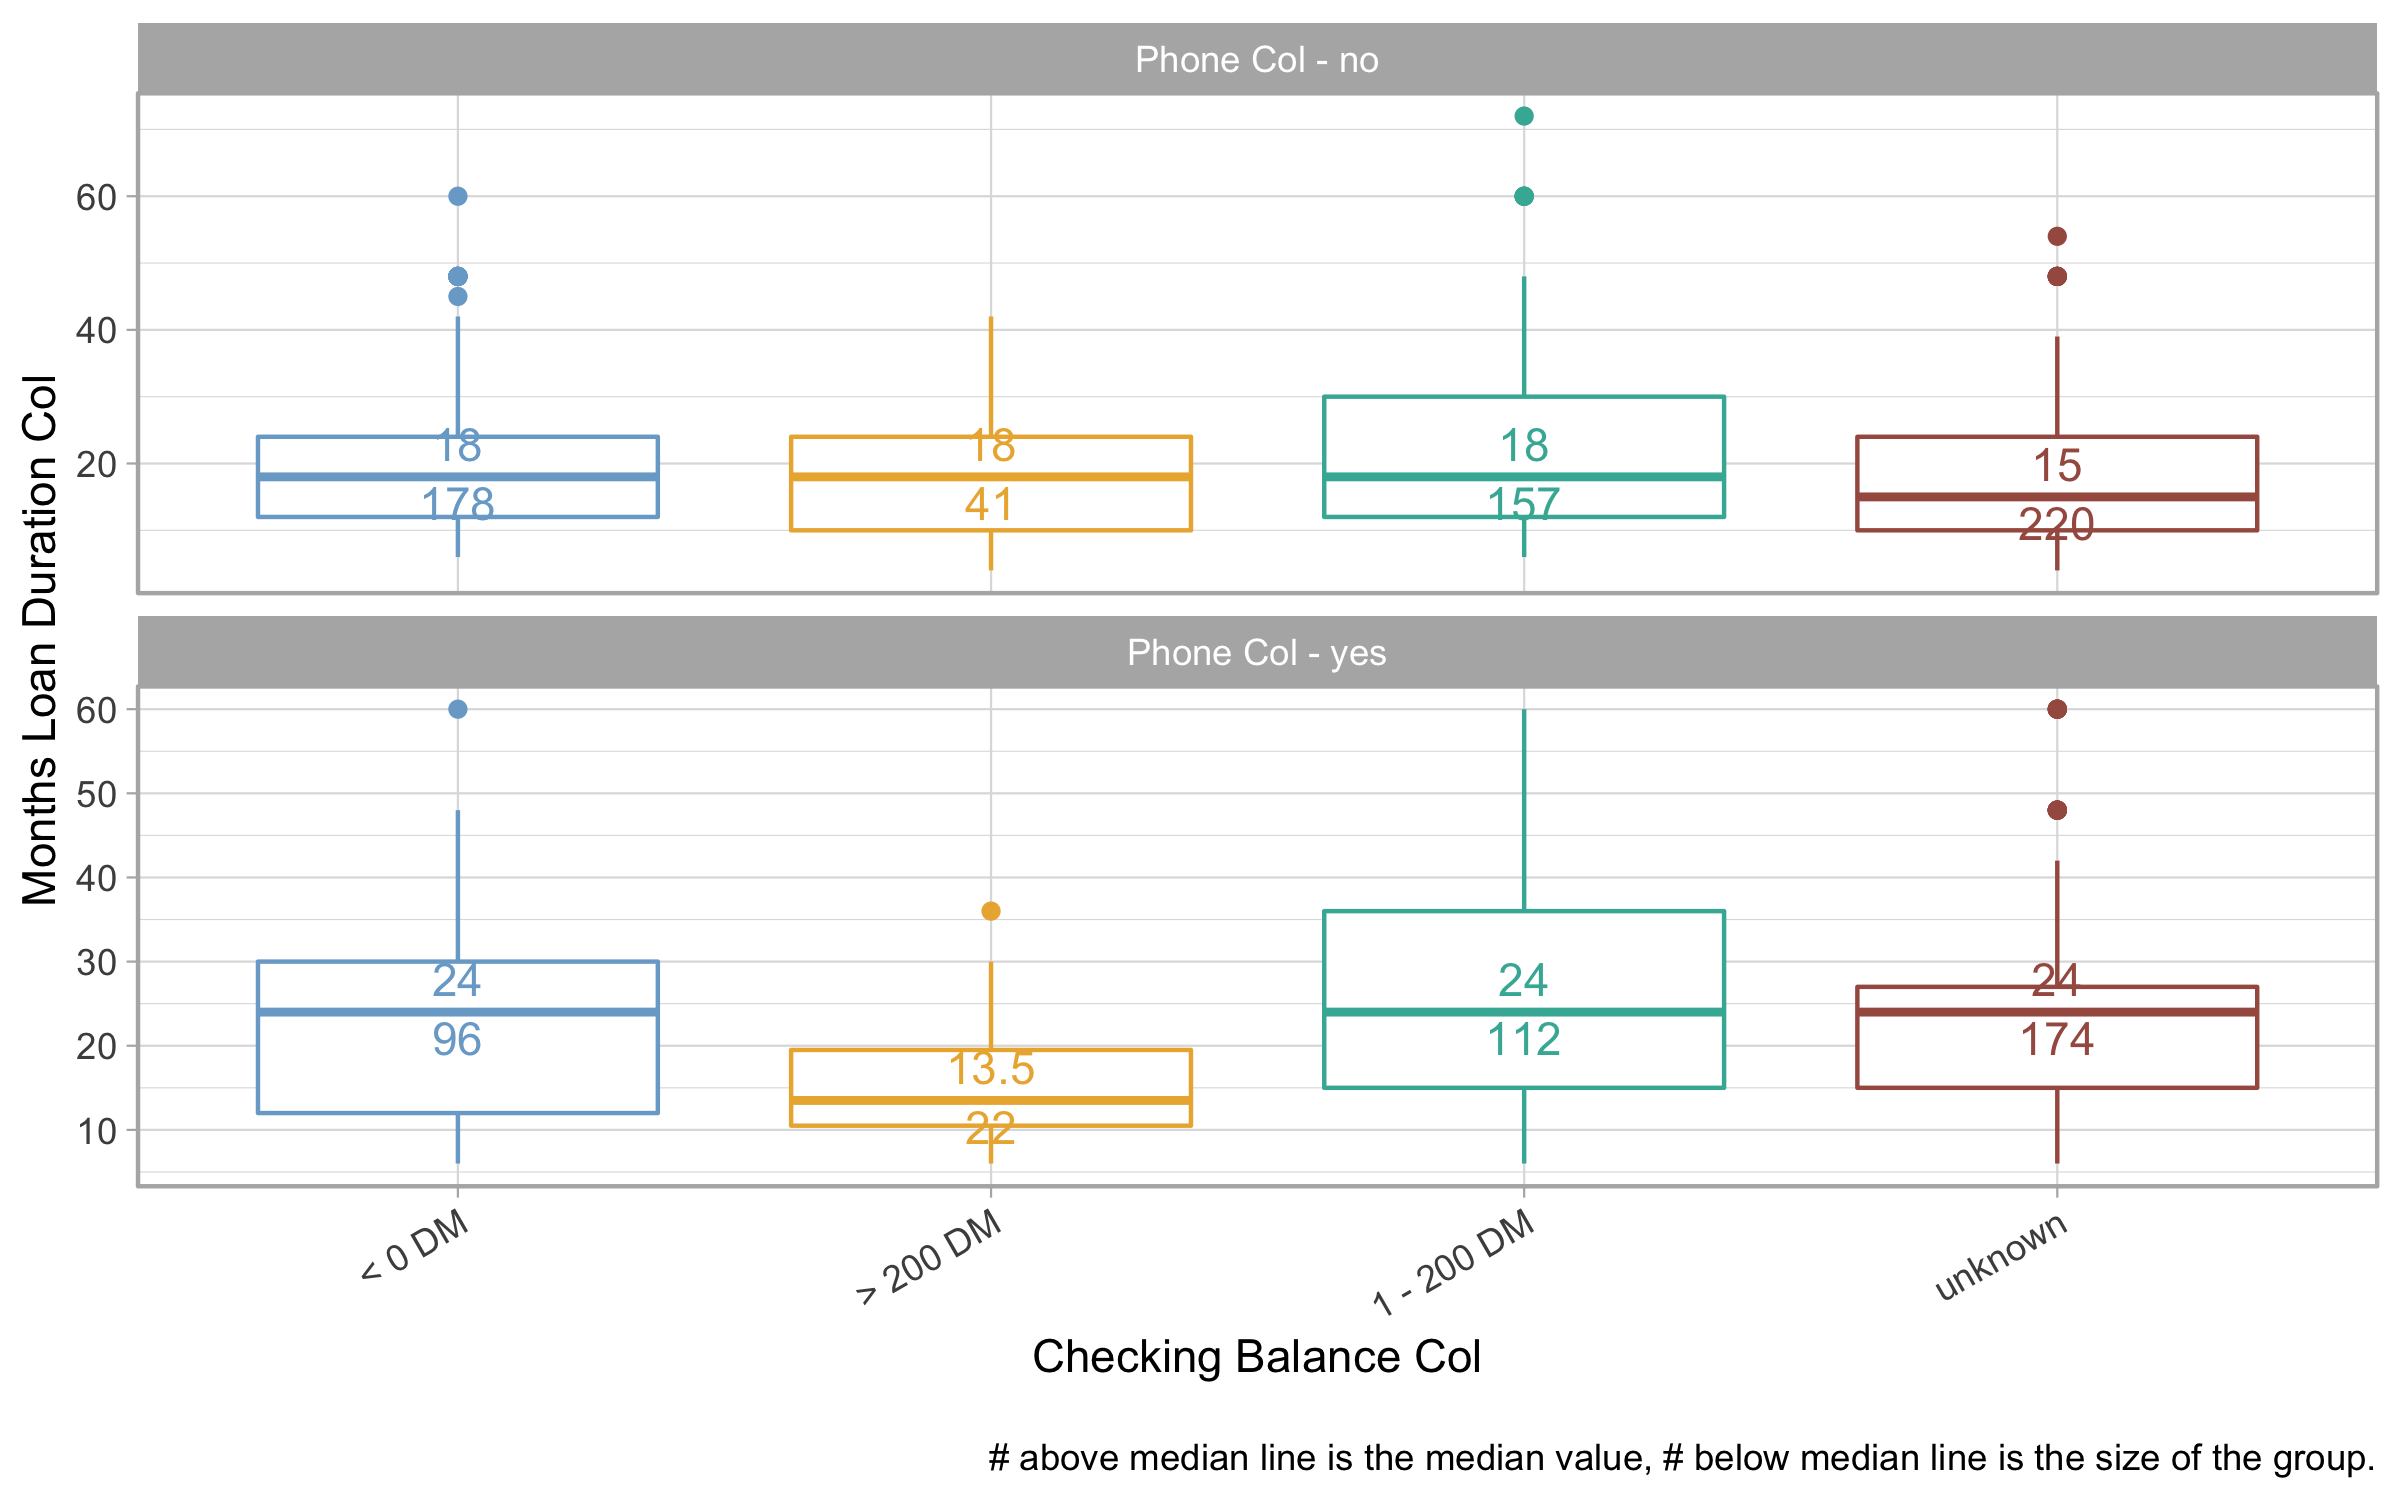 Phone Col - no
Months Loan Duration Col
60
40
20
18
18
18
15
178
41
157
220
Phone Col - yes
60
50
40
30
20
10
24
13.5
24
24
96
22
112
174
< 0 DM
> 200 DM
1 - 200 DM
unknown
Checking Balance Col
# above median line is the median value, # below median line is the size of the group.